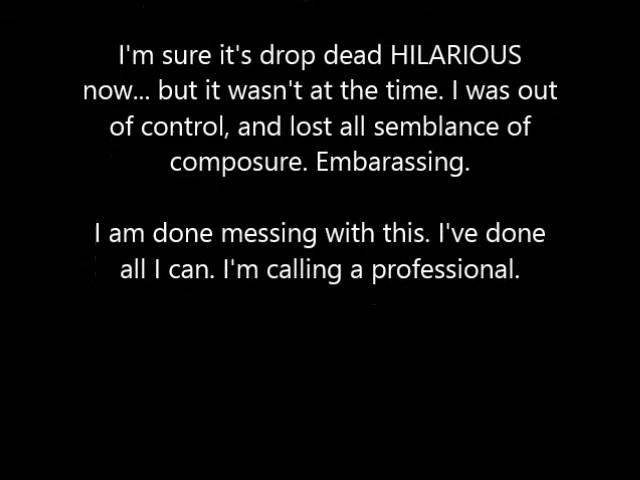 I'm sure it's drop dead HILARIOUS
now... but it wasn't at the time. I was out
of control, and lost all semblance of
composure. Embarassing.
I am done messing with this. I've done
all I can. I'm calling a professional.